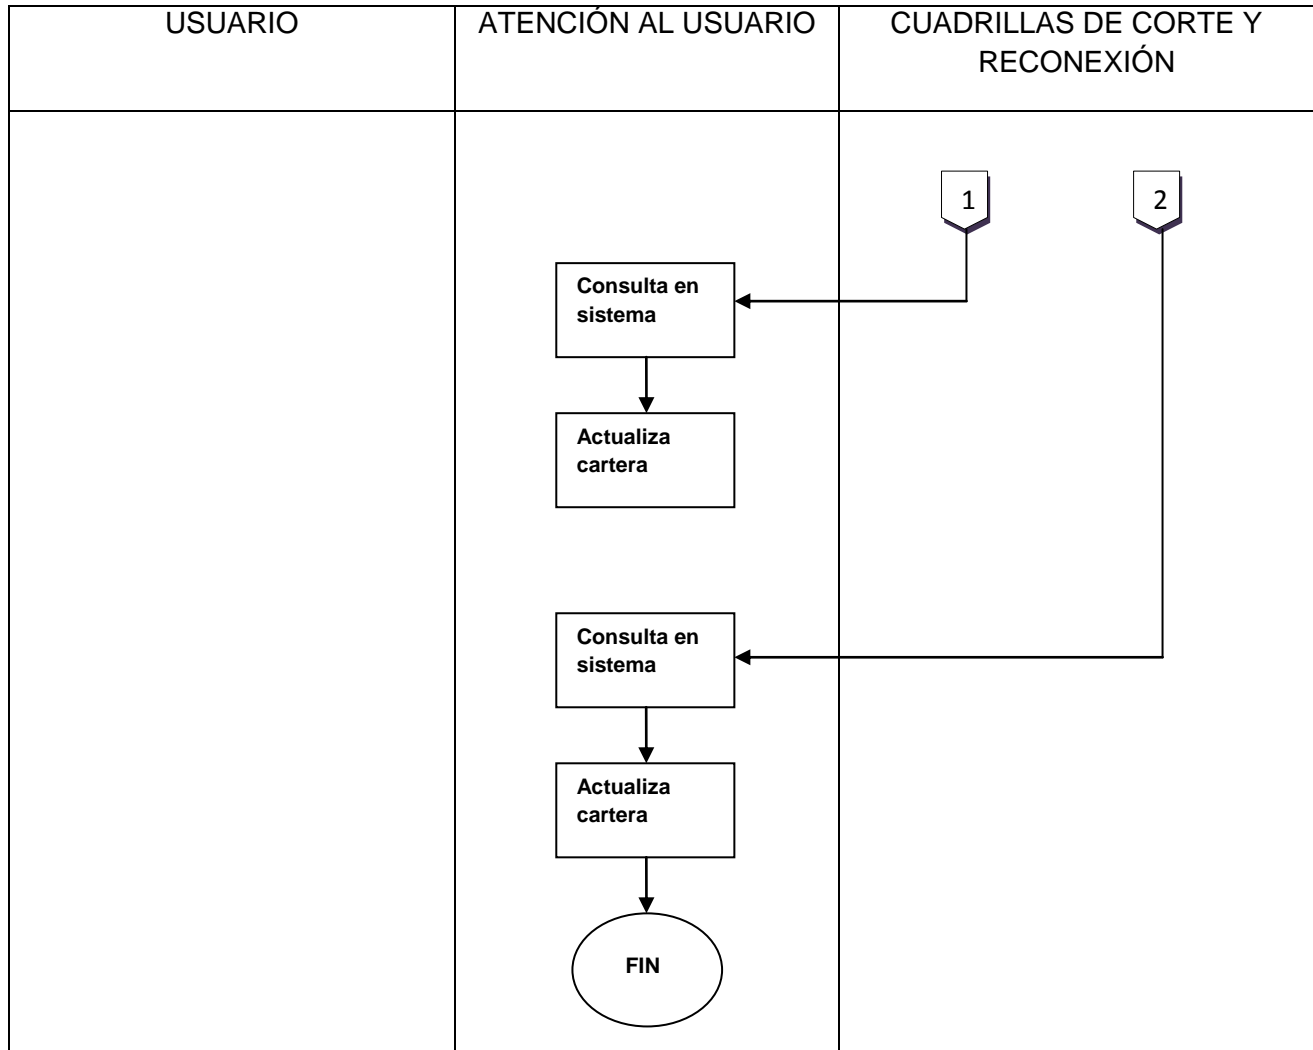 USUARIO
ATENCIÓN AL USUARIO
CUADRILLAS DE CORTE Y
RECONEXIÓN
1
2
Consulta en
sistema
Actualiza
cartera
Consulta en
sistema
Actualiza
cartera
FIN